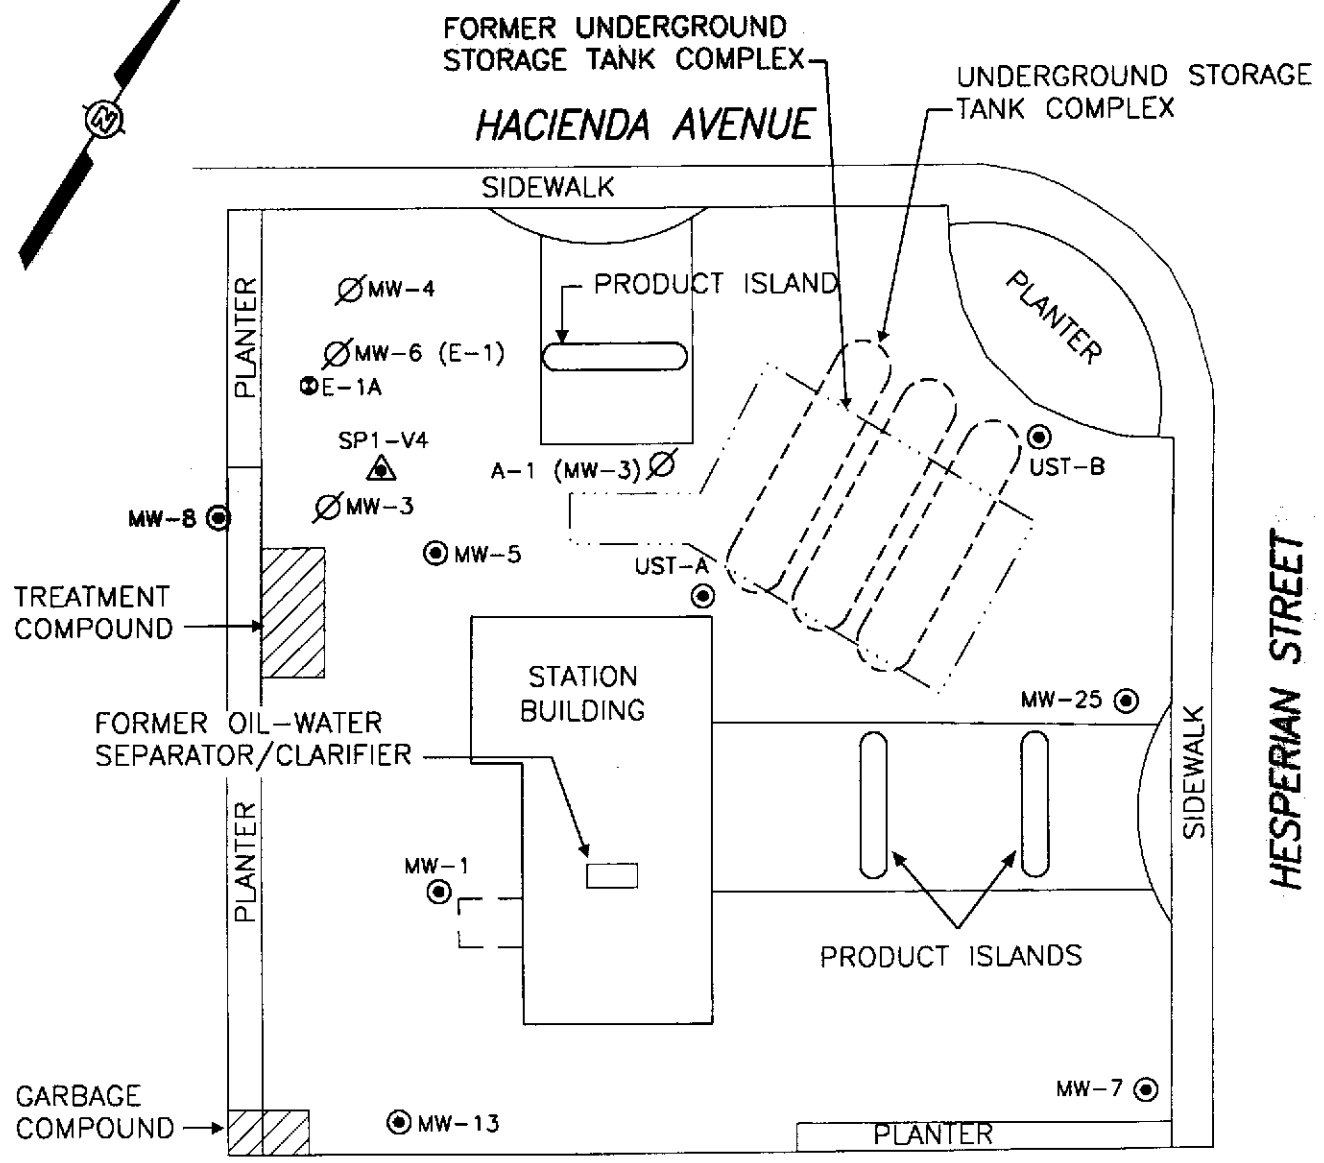 FORMER UNDERGROUND
STORAGE TANK COMPLEX
UNDERGROUND STORAGE
TANK COMPLEX
HACIENDA AVENUE
N
SIDEWALK
PLANTER
MW-4
PRODUCT ISLAND
PLANTER
MW-6 (E-1)
E-1A
SP1-V4
A-1 (MW-3)
UST-B
MW-3
MW-8
MW-5
UST-A
TREATMENT
COMPOUND
STATION
BUILDING
HESPERIAN STREET
MW-25
FORMER OIL-WATER
SEPARATOR/CLARIFIER
SIDEWALK
PLANTER
MW-1
PRODUCT ISLANDS
MW-7
GARBAGE
COMPOUND
MW-13
PLANTER